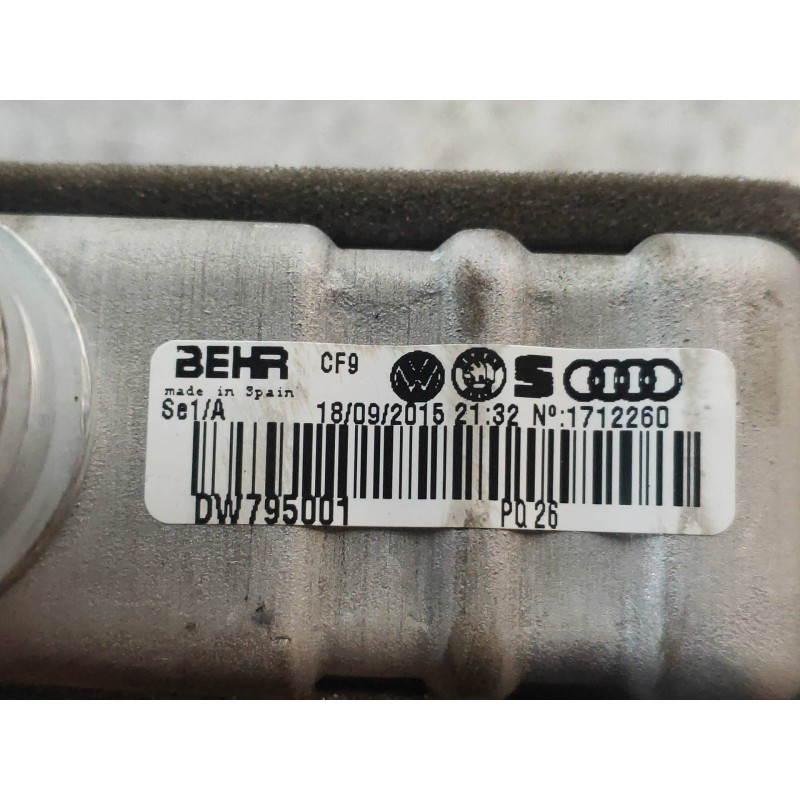 BEHR CF9
made in Spain
Se1/A 18/09/2015 21:32 Nº:1712260
DW795001 PQ 26